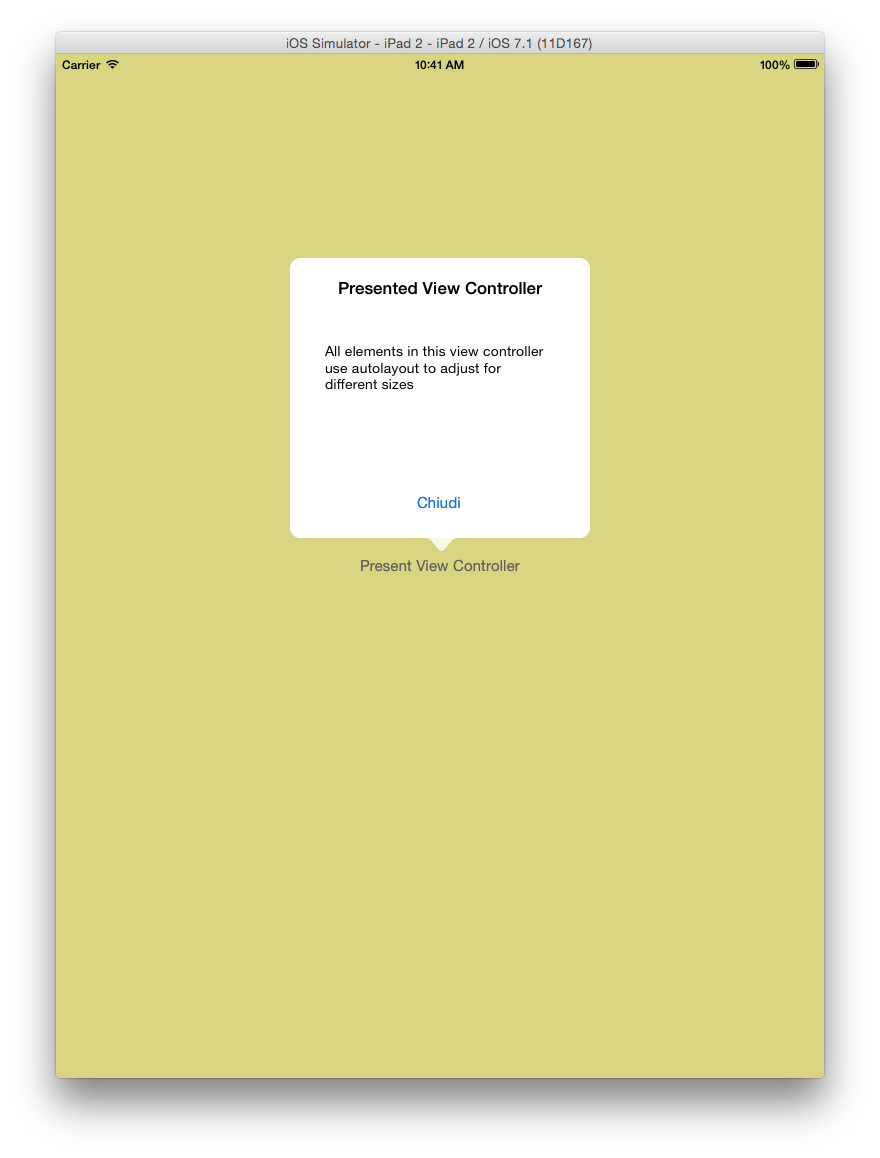 iOS Simulator - iPad 2 - iPad 2 / iOS 7.1 (11D167)
Carrier 10:41 AM 100%
Presented View Controller
All elements in this view controller
use autolayout to adjust for
different sizes
Chiudi
Present View Controller